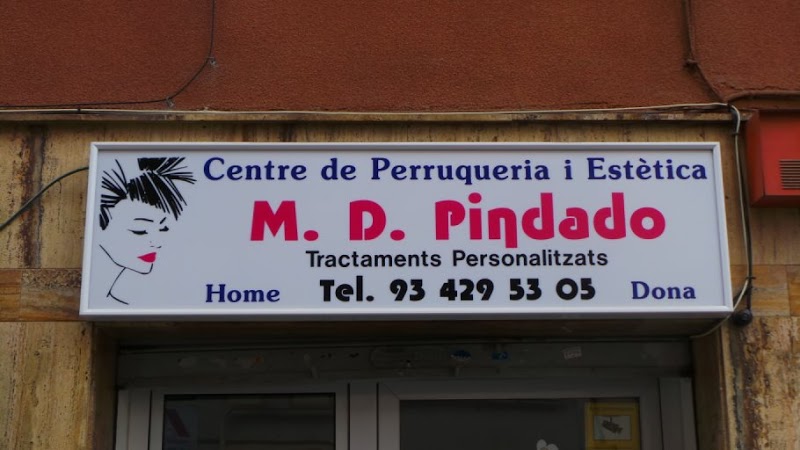 Centre de Perruqueria i Estètica
M. D. Pindado
Tractaments Personalitzats
Home Tel. 93 429 53 05 Dona